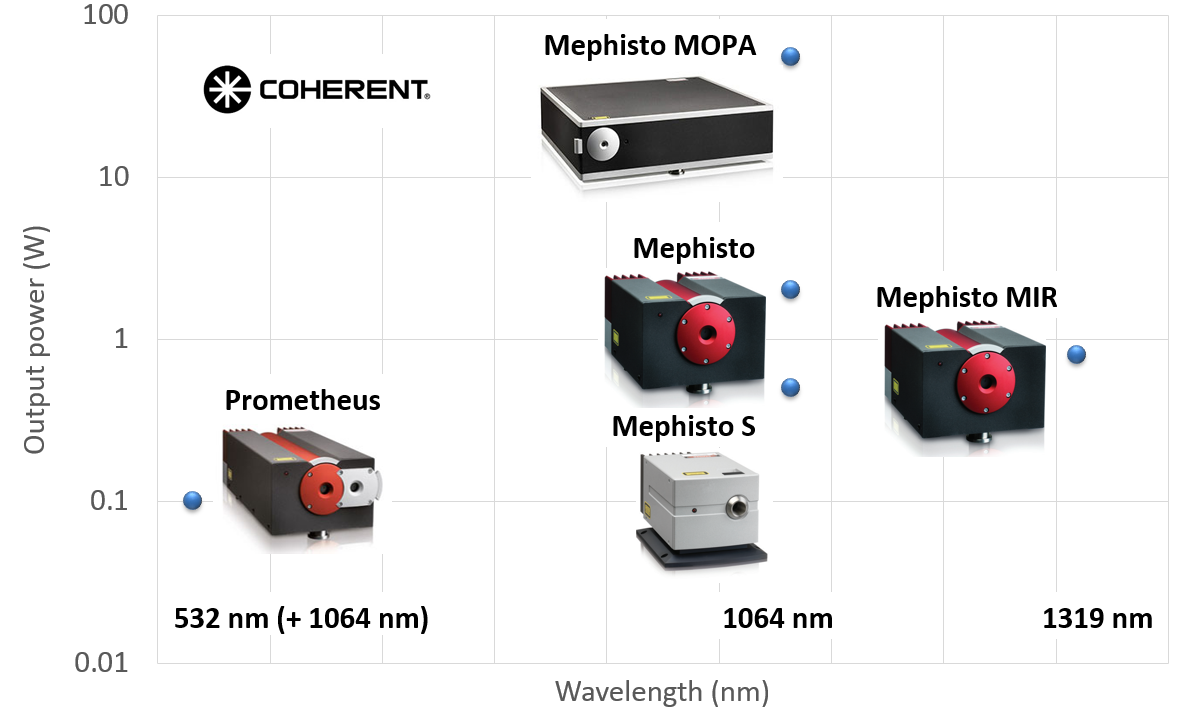 100
Mephisto MOPA
COHERENT®
10
Mephisto
Mephisto MIR
Output power (W)
1
Prometheus
Mephisto S
0.1
532 nm (+ 1064 nm)
1064 nm
1319 nm
0.01
Wavelength (nm)